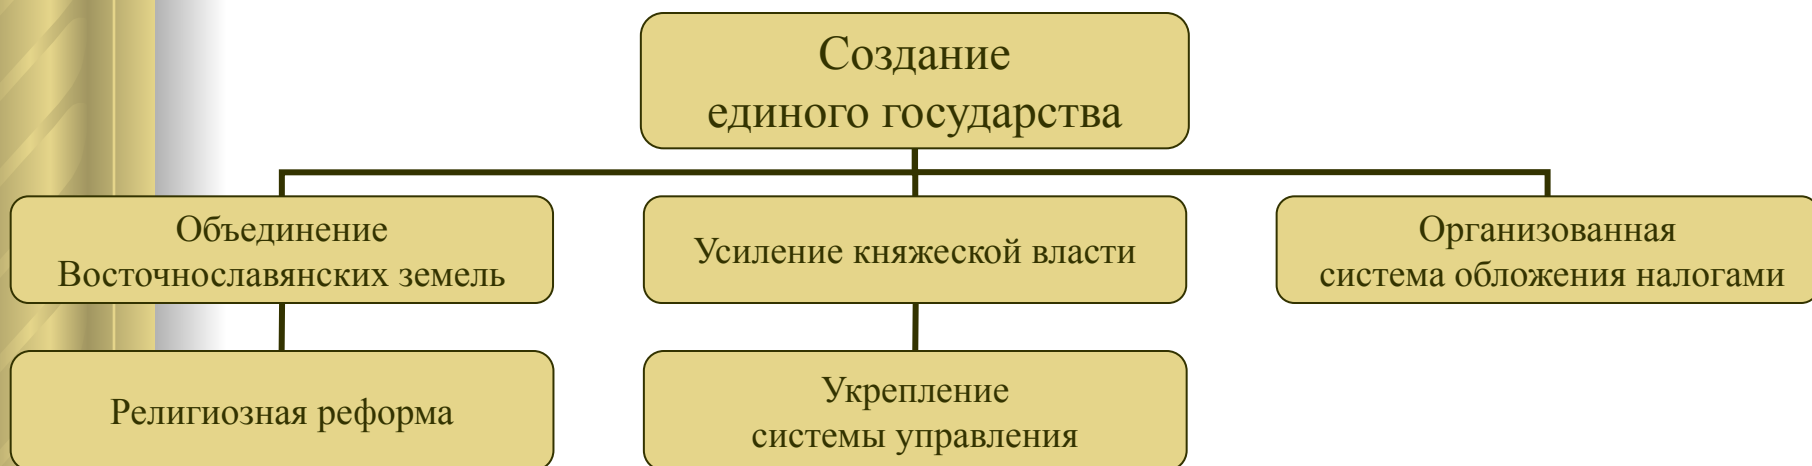 Создание
единого государства
Объединение
Восточнославянских земель
Усиление княжеской власти
Организованная
система обложения налогами
Религиозная реформа
Укрепление
системы управления